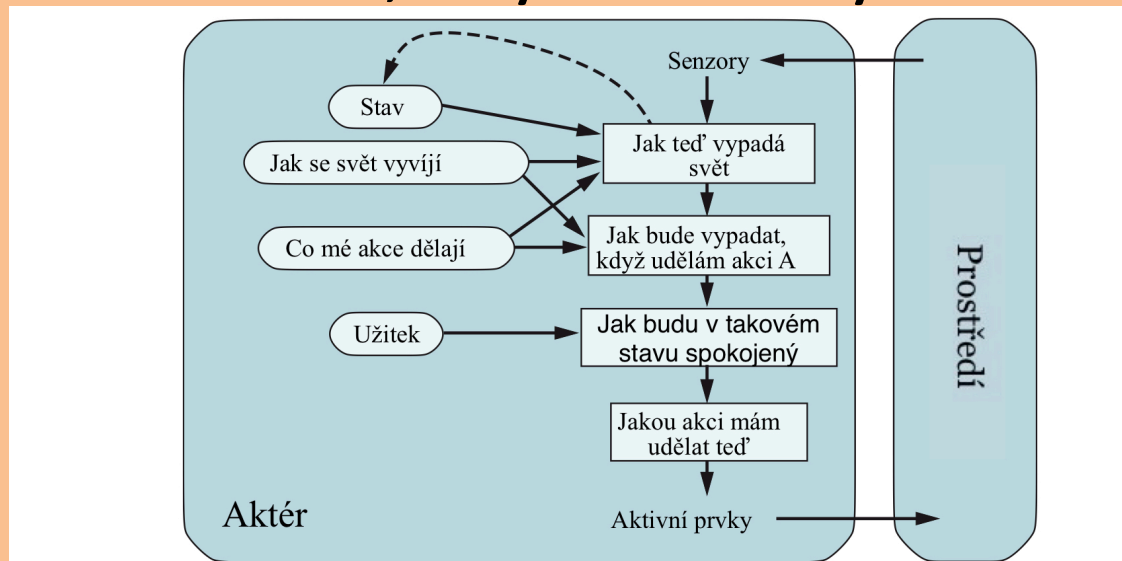 Senzory
Stav
Jak teď vypadá
svět
Jak se svět vyvíjí
Co mé akce dělají
Jak bude vypadat,
když udělám akci A
Užitek
Jak budu v takovém
stavu spokojený
Jakou akci mám
udělat teď
Aktér
Aktivní prvky
Prostředí